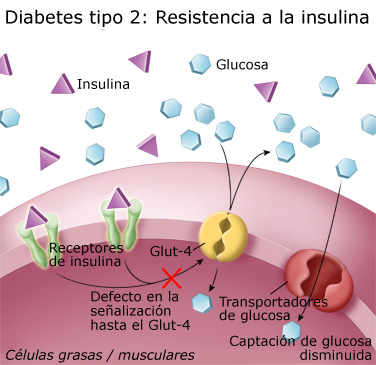 Diabetes tipo 2: Resistencia a la insulina
Glucosa
Insulina
Receptores
de insulina
Glut-4
Defecto en la
señalización
hasta el Glut-4
Transportadores
de glucosa
Captación de glucosa
disminuida
Células grasas / musculares